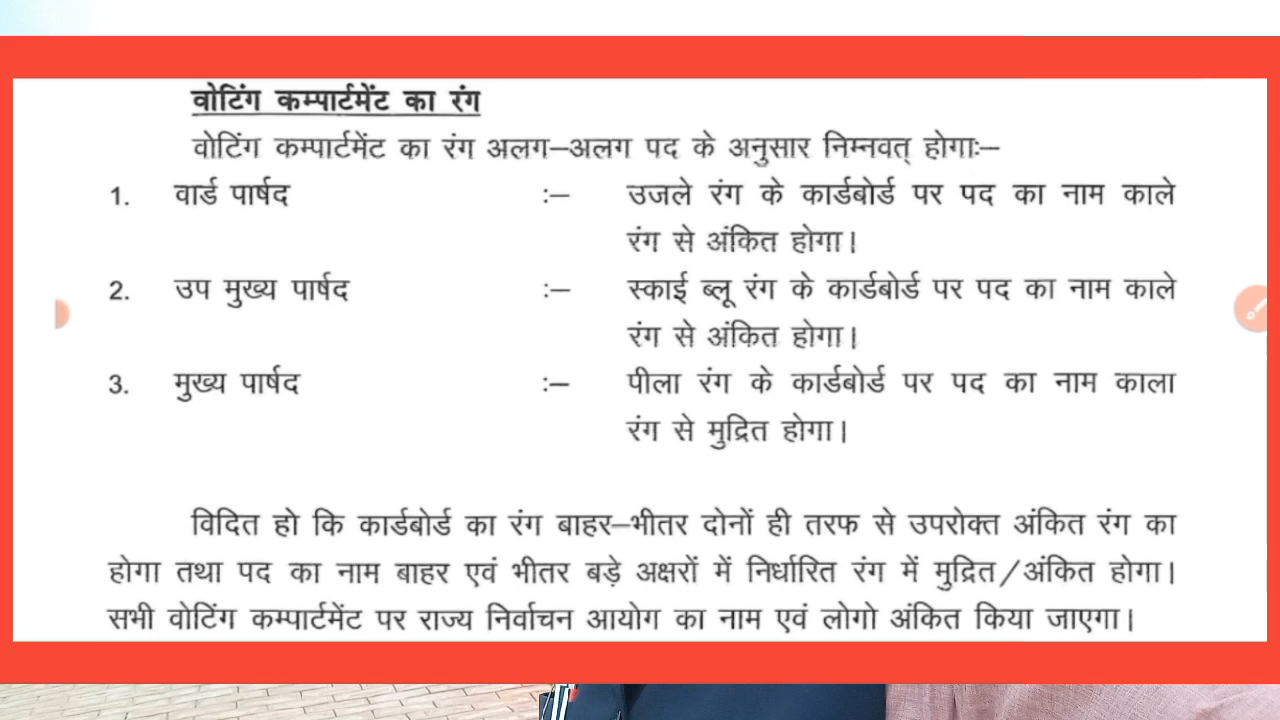 वोटिंग कम्पार्टमेंट का रंग
वोटिंग कम्पार्टमेंट का रंग अलग–अलग पद के अनुसार निम्नवत् होगाः–
1. वार्ड पार्षद :– उजले रंग के कार्डबोर्ड पर पद का नाम काले
रंग से अंकित होगा।
2. उप मुख्य पार्षद :– स्काई ब्लू रंग के कार्डबोर्ड पर पद का नाम काले
रंग से अंकित होगा।
3. मुख्य पार्षद :– पीला रंग के कार्डबोर्ड पर पद का नाम काला
रंग से मुद्रित होगा।
विदित हो कि कार्डबोर्ड का रंग बाहर–भीतर दोनों ही तरफ से उपरोक्त अंकित रंग का
होगा तथा पद का नाम बाहर एवं भीतर बड़े अक्षरों में निर्धारित रंग में मुद्रित/अंकित होगा।
सभी वोटिंग कम्पार्टमेंट पर राज्य निर्वाचन आयोग का नाम एवं लोगो अंकित किया जाएगा।